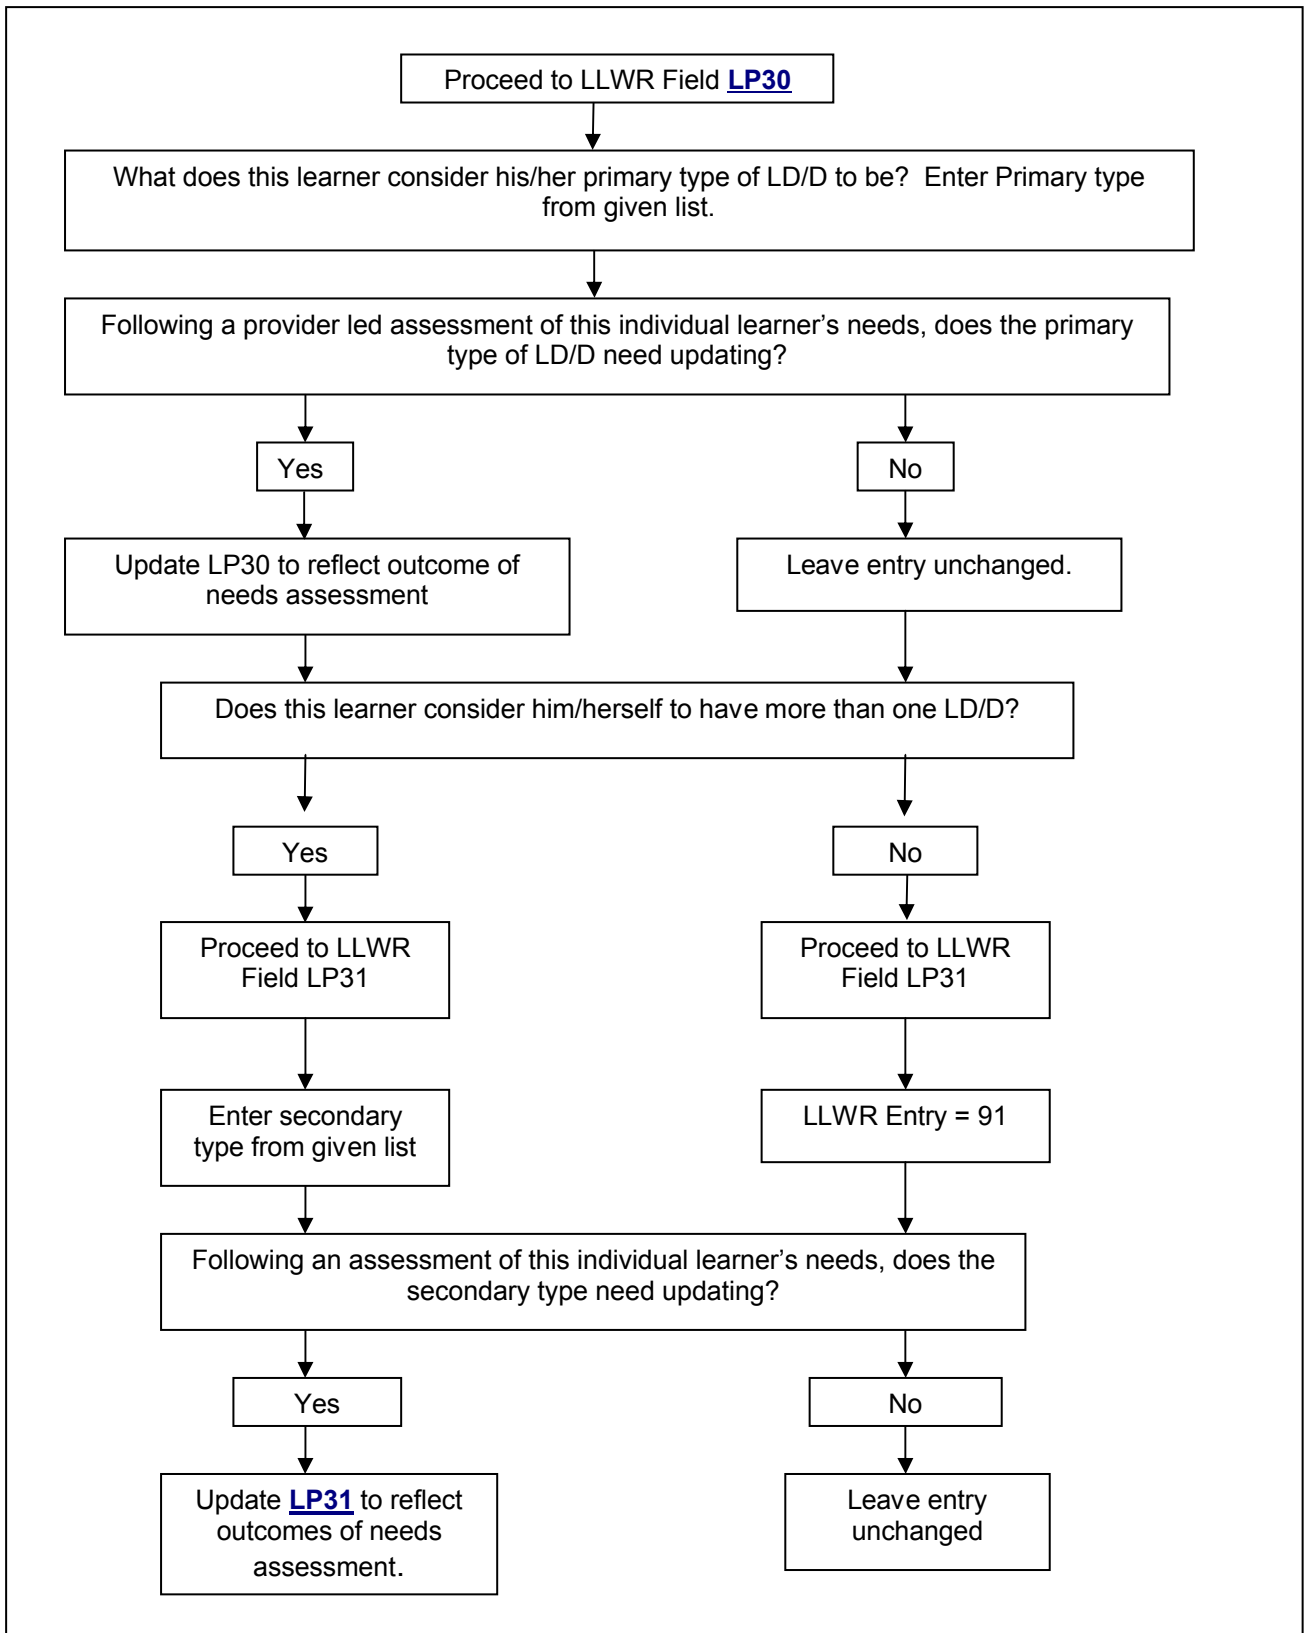 Proceed to LLWR Field LP30
What does this learner consider his/her primary type of LD/D to be?  Enter Primary type
from given list.
Following a provider led assessment of this individual learner’s needs, does the primary
type of LD/D need updating?
Yes
No
Update LP30 to reflect outcome of
needs assessment
Leave entry unchanged.
Does this learner consider him/herself to have more than one LD/D?
Yes
No
Proceed to LLWR
Field LP31
Proceed to LLWR
Field LP31
Enter secondary
type from given list
LLWR Entry = 91
Following an assessment of this individual learner’s needs, does the
secondary type need updating?
Yes
No
Update LP31 to reflect
outcomes of needs
assessment.
Leave entry
unchanged